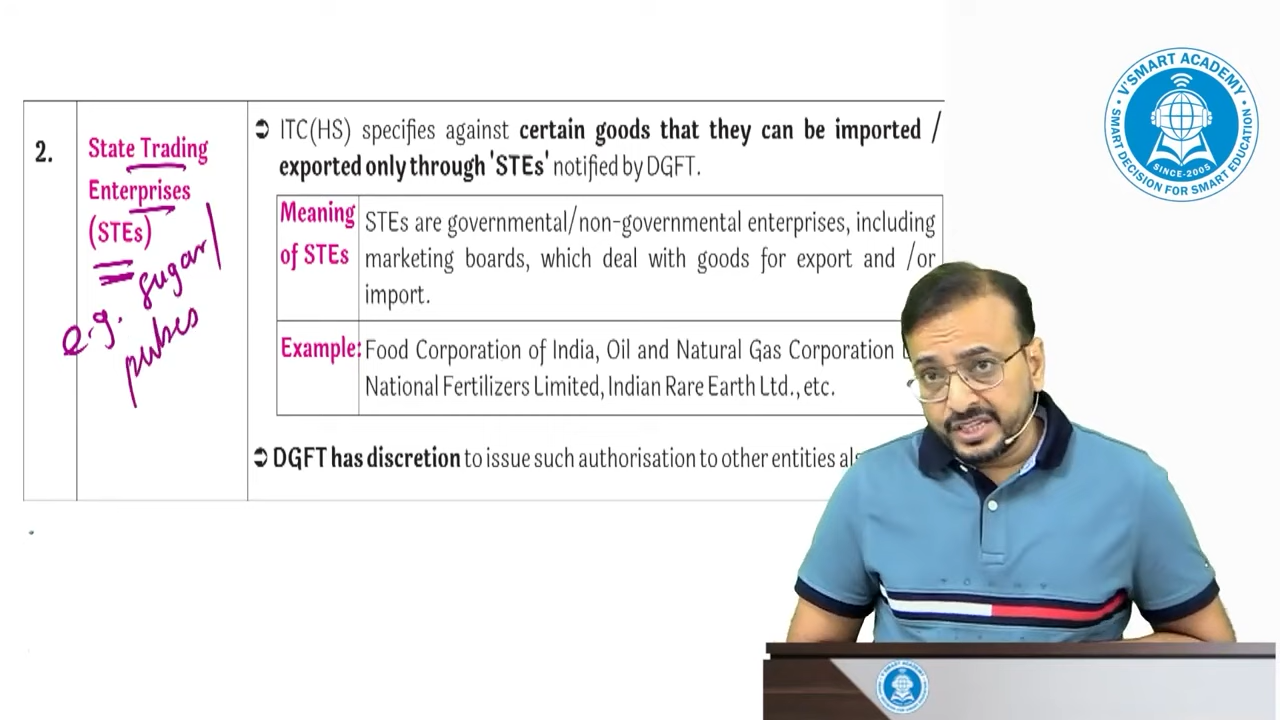 2.
State Trading
Enterprises
(STEs)
e.g. sugar/
pulses
➲ ITC(HS) specifies against certain goods that they can be imported /
exported only through 'STEs' notified by DGFT.
Meaning
of STEs
STEs are governmental/non-governmental enterprises, including
marketing boards, which deal with goods for export and /or
import.
Example:
Food Corporation of India, Oil and Natural Gas Corporation
National Fertilizers Limited, Indian Rare Earth Ltd., etc.
➲ DGFT has discretion to issue such authorisation to other entities
• V'SMART ACADEMY •
SINCE-2005
SMART DECISION FOR SMART EDUCATION